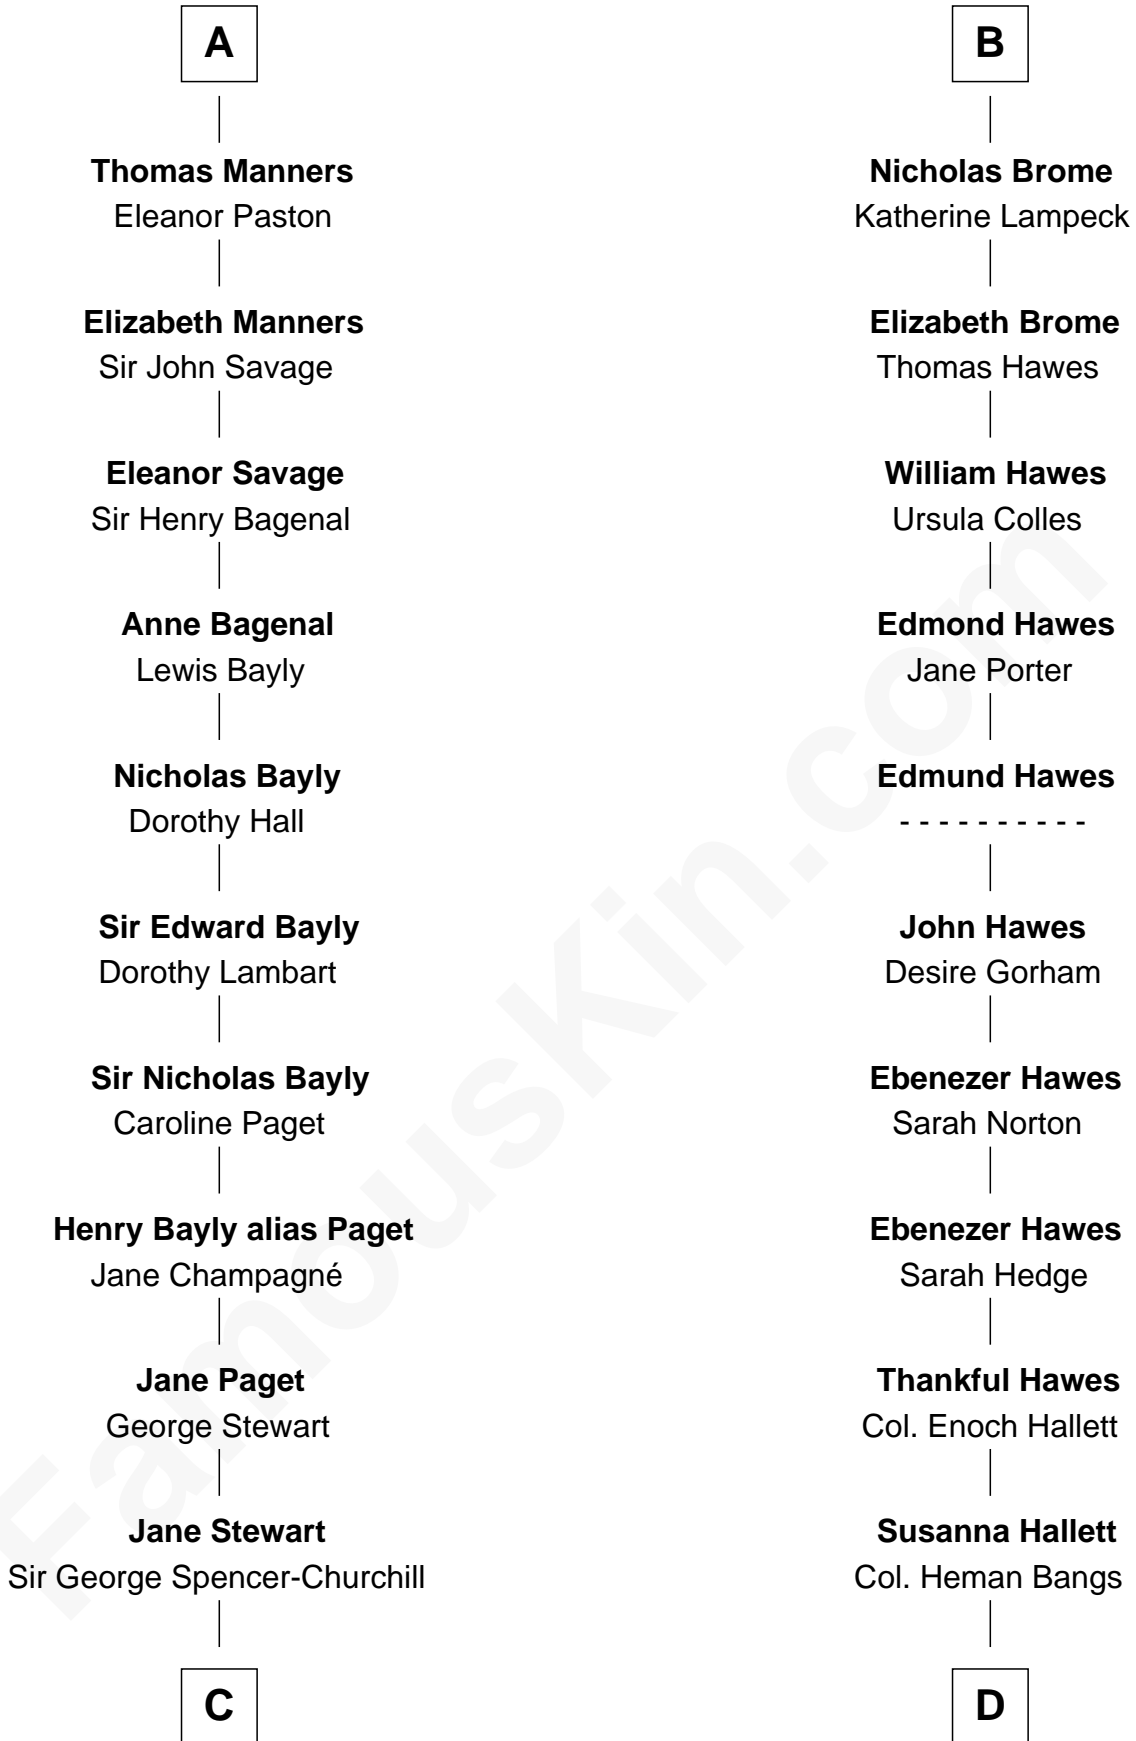 A
Thomas Manners
Eleanor Paston
Elizabeth Manners
Sir John Savage
Eleanor Savage
Sir Henry Bagenal
Anne Bagenal
Lewis Bayly
Nicholas Bayly
Dorothy Hall
Sir Edward Bayly
Dorothy Lambart
Sir Nicholas Bayly
Caroline Paget
Henry Bayly alias Paget
Jane Champagné
Jane Paget
George Stewart
Jane Stewart
Sir George Spencer-Churchill
C
B
Nicholas Brome
Katherine Lampeck
Elizabeth Brome
Thomas Hawes
William Hawes
Ursula Colles
Edmond Hawes
Jane Porter
Edmund Hawes
- - - - - - - - - -
John Hawes
Desire Gorham
Ebenezer Hawes
Sarah Norton
Ebenezer Hawes
Sarah Hedge
Thankful Hawes
Col. Enoch Hallett
Susanna Hallett
Col. Heman Bangs
D
FamousKin.com